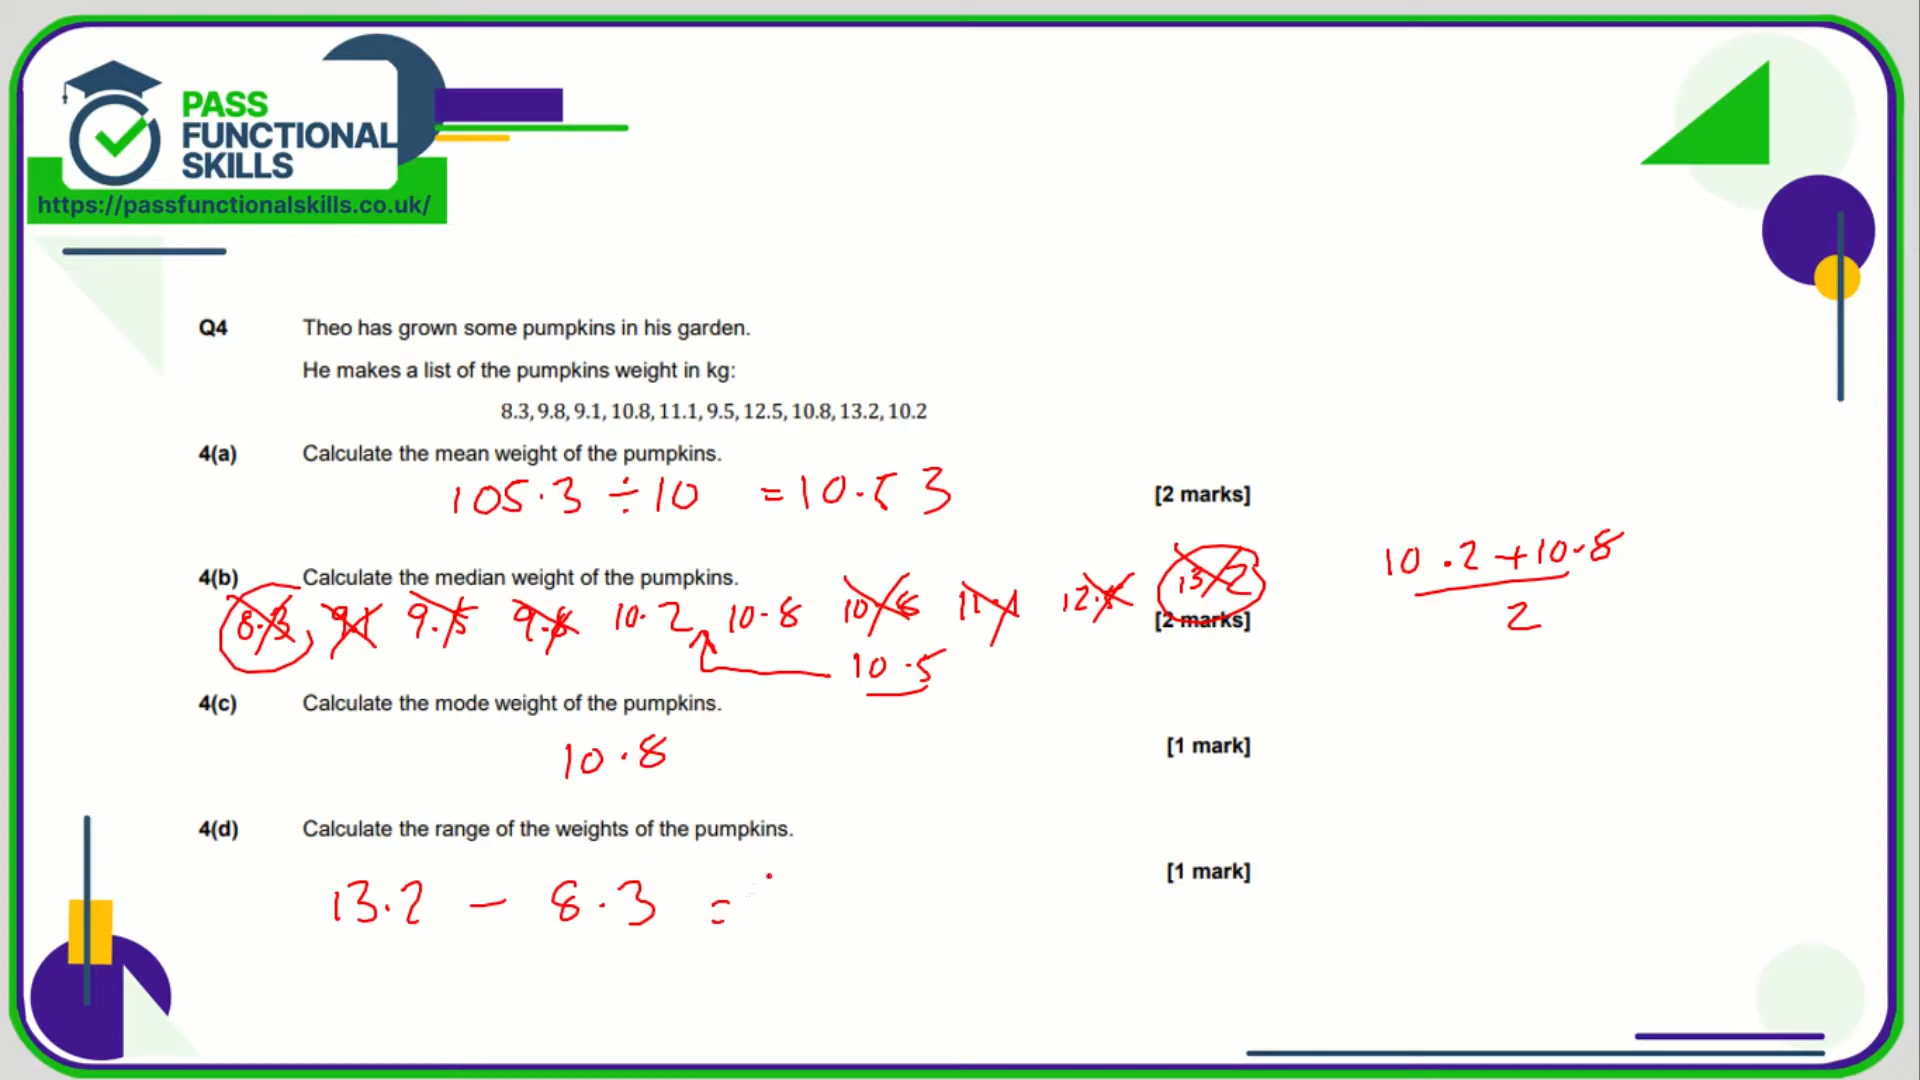 PASS
FUNCTIONAL
SKILLS
https://passfunctionalskills.co.uk/
Q4 Theo has grown some pumpkins in his garden.
He makes a list of the pumpkins weight in kg:
8.3, 9.8, 9.1, 10.8, 11.1, 9.5, 12.5, 10.8, 13.2, 10.2
4(a) Calculate the mean weight of the pumpkins.
105.3 ÷ 10 = 10.53
[2 marks]
4(b) Calculate the median weight of the pumpkins.
8.3, 9.1 9.5 9.8 10.2 10.8 10.8 11.1 12.5 13.2
[2 marks]
10.5
10.2 + 10.8
2
4(c) Calculate the mode weight of the pumpkins.
10.8
[1 mark]
4(d) Calculate the range of the weights of the pumpkins.
[1 mark]
13.2 - 8.3 =